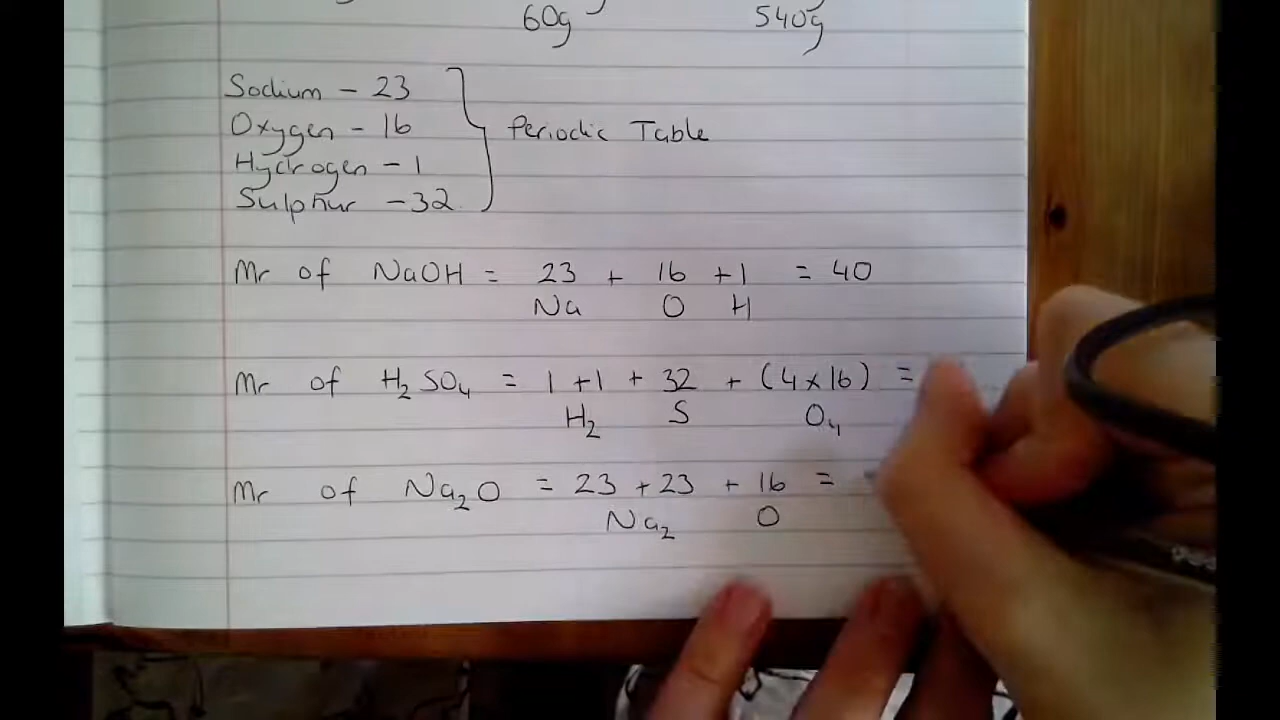 60g 540g
Sodium - 23
Oxygen - 16
Hydrogen - 1
Sulphur - 32
Periodic Table
Mr of NaOH = 23 + 16 + 1 = 40
Na O H
Mr of H₂SO₄ = 1 + 1 + 32 + (4 x 16) =
H₂ S O₄
Mr of Na₂O = 23 + 23 + 16 =
Na₂ O